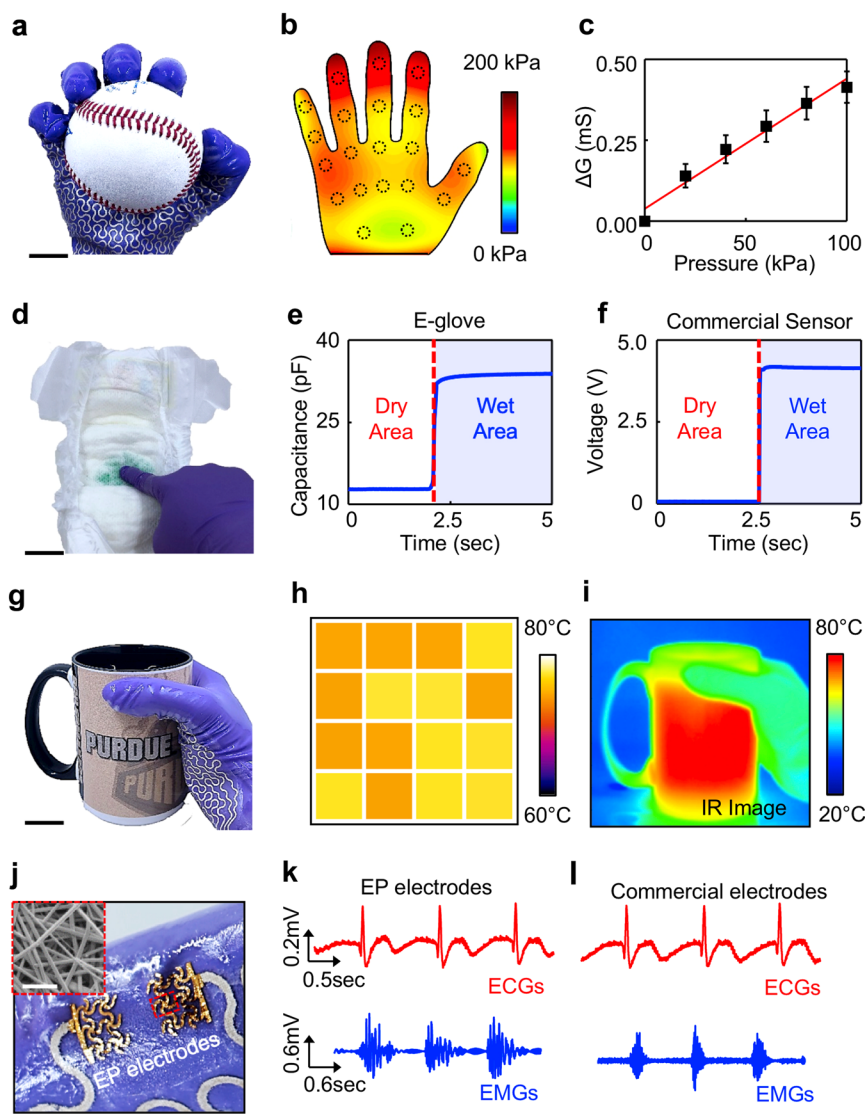 a
b
200 kPa
0 kPa
c
0.50
0.25
0.00
ΔG (mS)
0
50
100
Pressure (kPa)
d
e
E-glove
40
25
10
Capacitance (pF)
Dry
Area
Wet
Area
0
2.5
5
Time (sec)
f
Commercial Sensor
5.0
2.5
0
Voltage (V)
Dry
Area
Wet
Area
0
2.5
5
Time (sec)
g
PURDUE
PURT
h
80°C
60°C
i
80°C
20°C
IR Image
j
EP electrodes
k
EP electrodes
0.2mV
0.5sec
ECGs
0.6mV
0.6sec
EMGs
l
Commercial electrodes
ECGs
EMGs